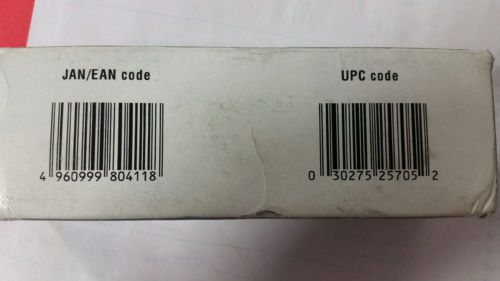 JAN/EAN code
4 960999 804118
UPC code
0 30275 25705 2